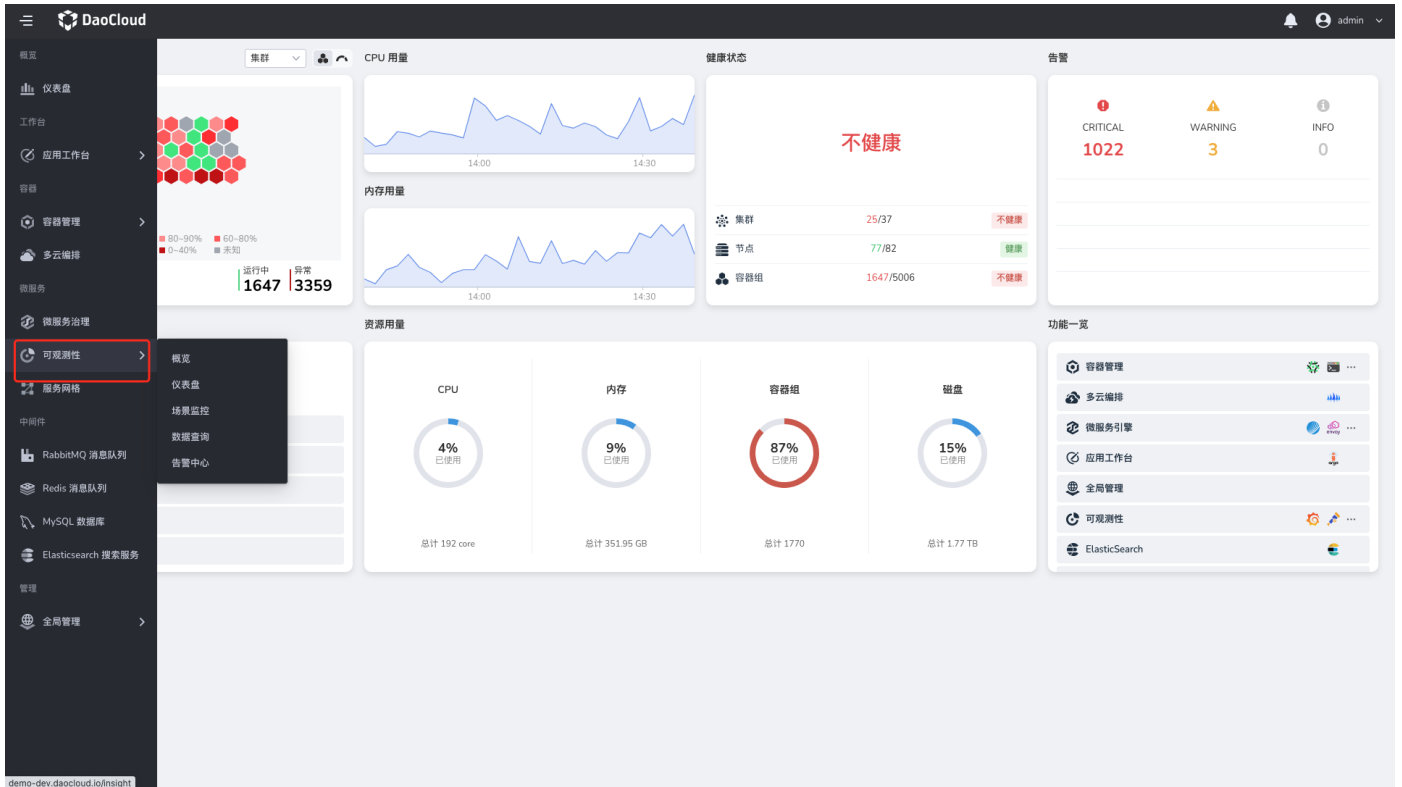 DaoCloud
admin
概览
仪表盘
工作台
应用工作台
容器
容器管理
多云编排
微服务
微服务治理
可观测性
服务网格
中间件
RabbitMQ 消息队列
Redis 消息队列
MySQL 数据库
Elasticsearch 搜索服务
管理
全局管理
demo-dev.daocloud.io/insight
概览
仪表盘
场景监控
数据查询
告警中心
集群
80~90% 60~80%
0~40% 未知
运行中 异常
1647 3359
CPU 用量
14:00 14:30
内存用量
14:00 14:30
健康状态
不健康
集群 25/37 不健康
节点 77/82 健康
容器组 1647/5006 不健康
告警
CRITICAL WARNING INFO
1022 3 0
资源用量
CPU 内存 容器组 磁盘
4% 9% 87% 15%
已使用 已使用 已使用 已使用
总计 192 core 总计 351.95 GB 总计 1770 总计 1.77 TB
功能一览
容器管理
多云编排
微服务引擎 envoy
应用工作台 argo
全局管理
可观测性
ElasticSearch